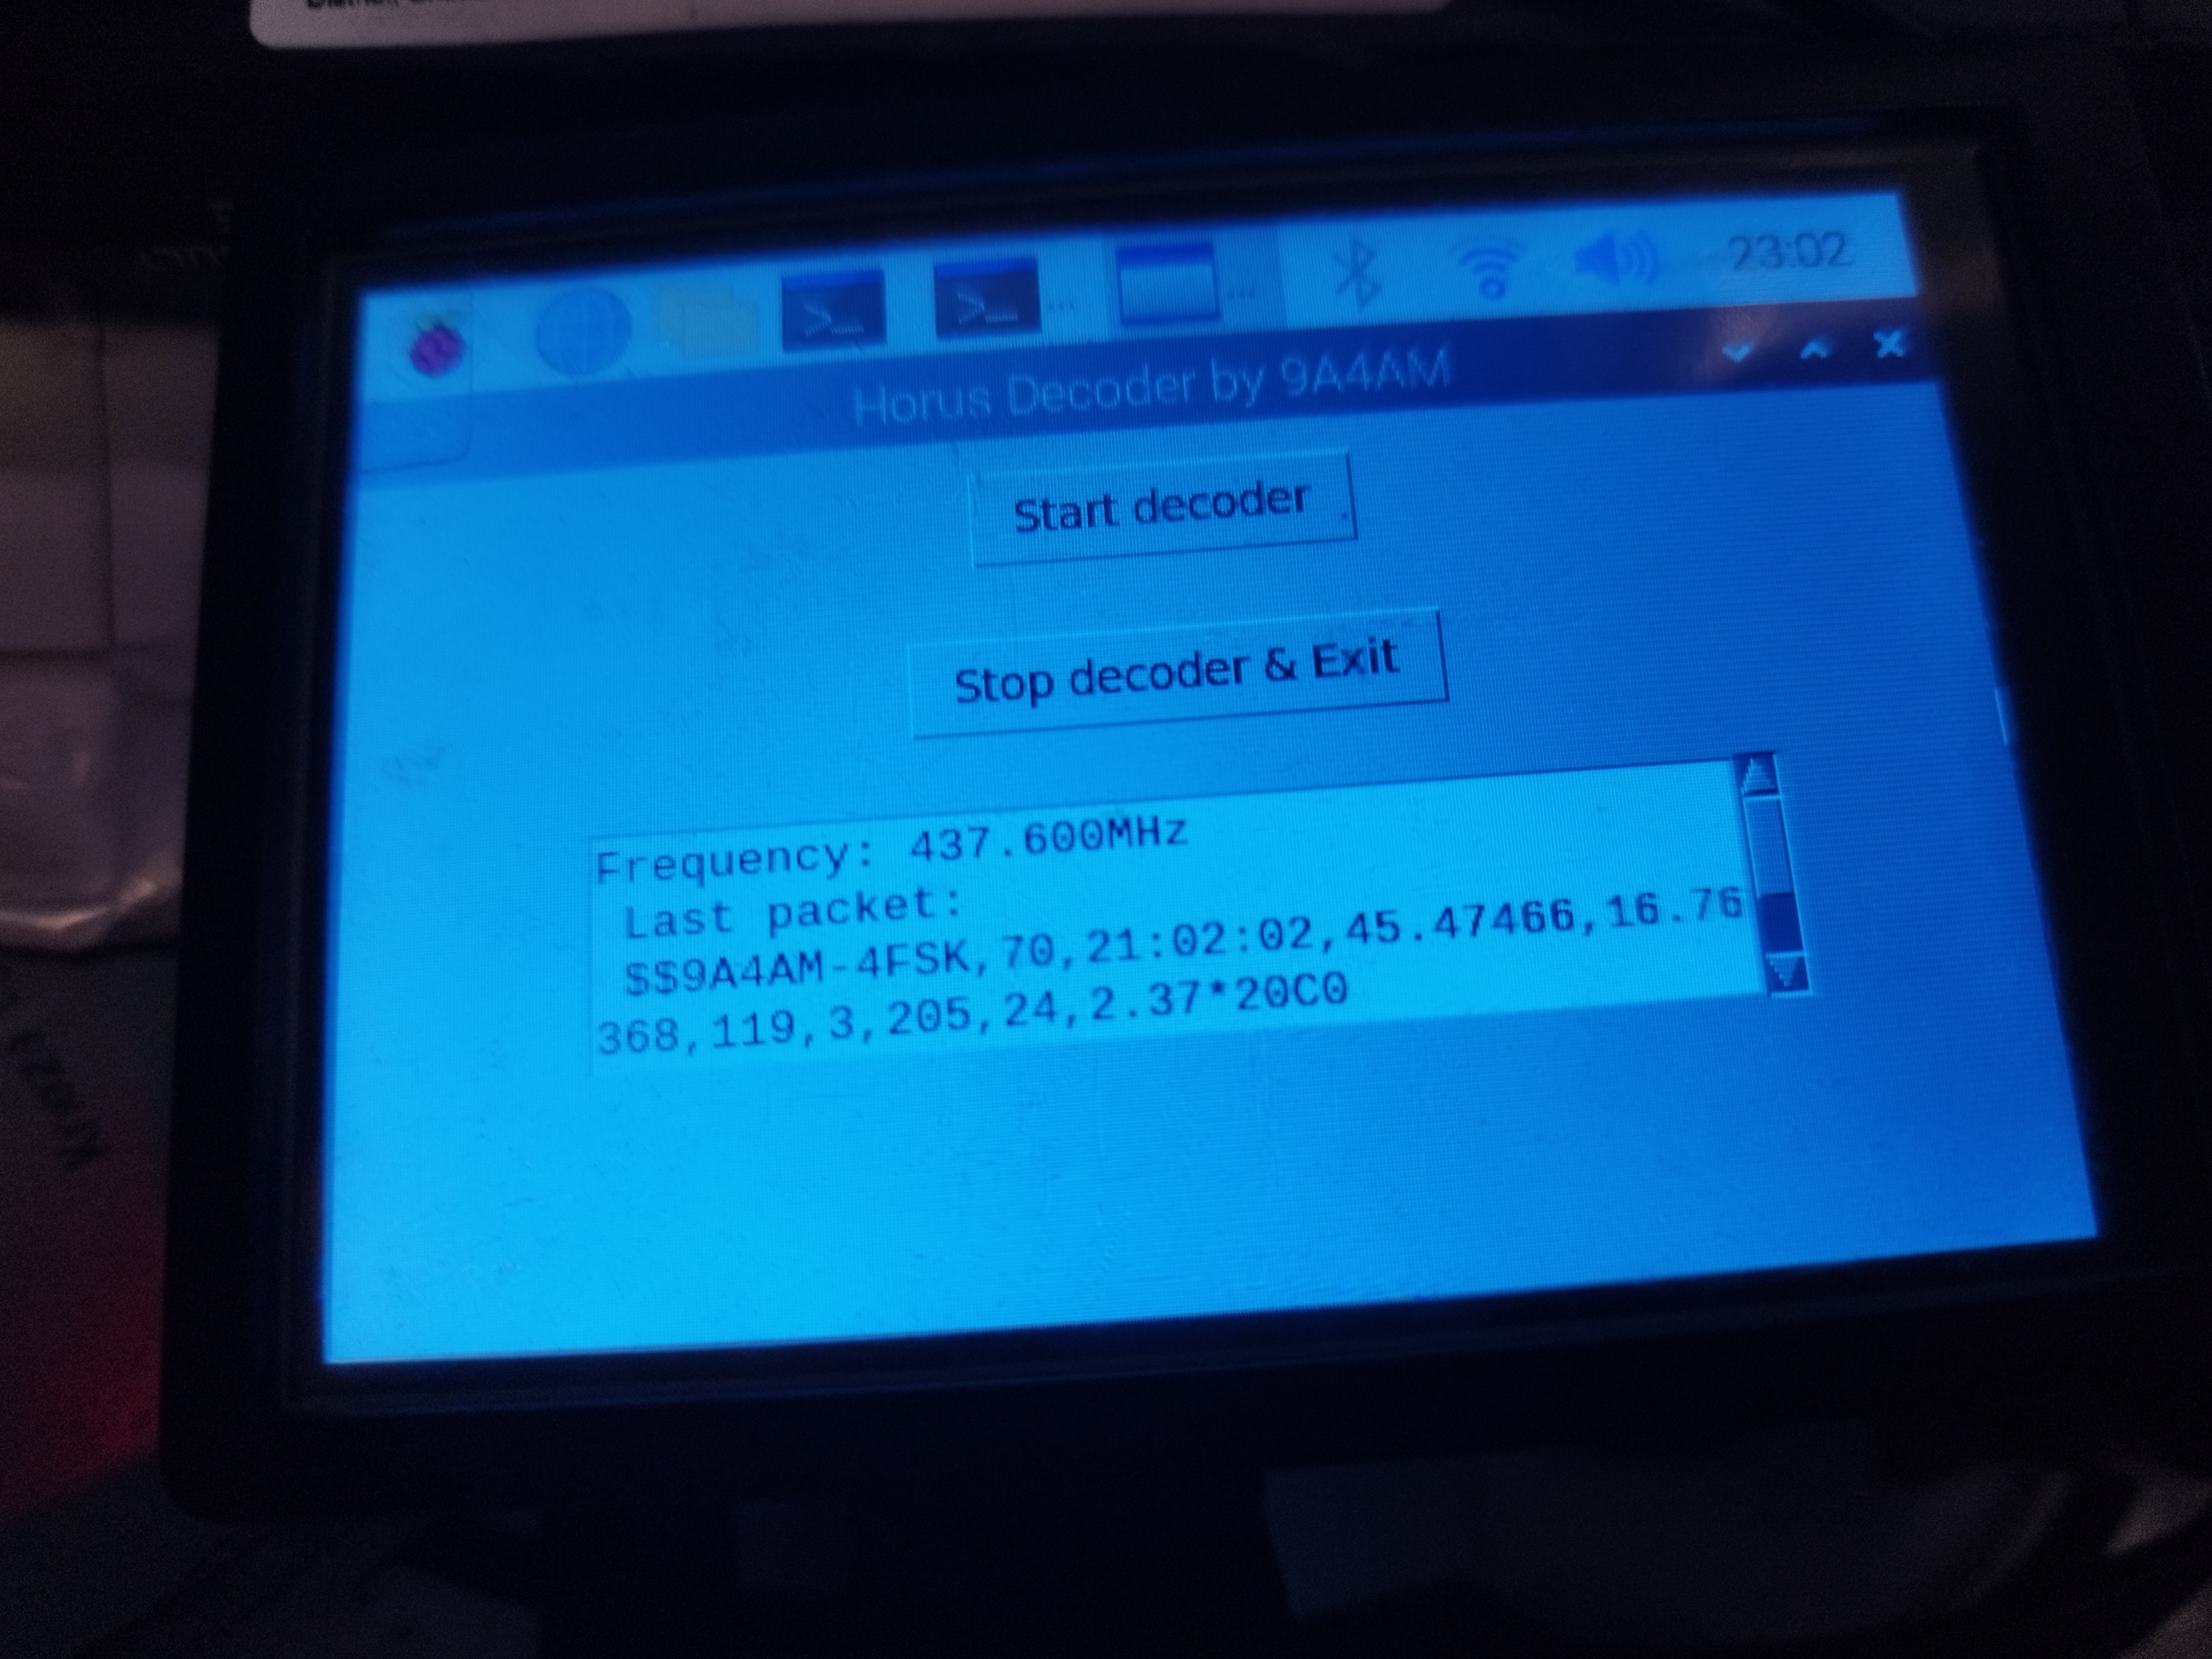 23:02
Horus Decoder by 9A4AM
Start decoder
Stop decoder & Exit
Frequency: 437.600MHz
Last packet:
$$9A4AM-4FSK,70,21:02:02,45.47466,16.76
368,119,3,205,24,2.37*20C0